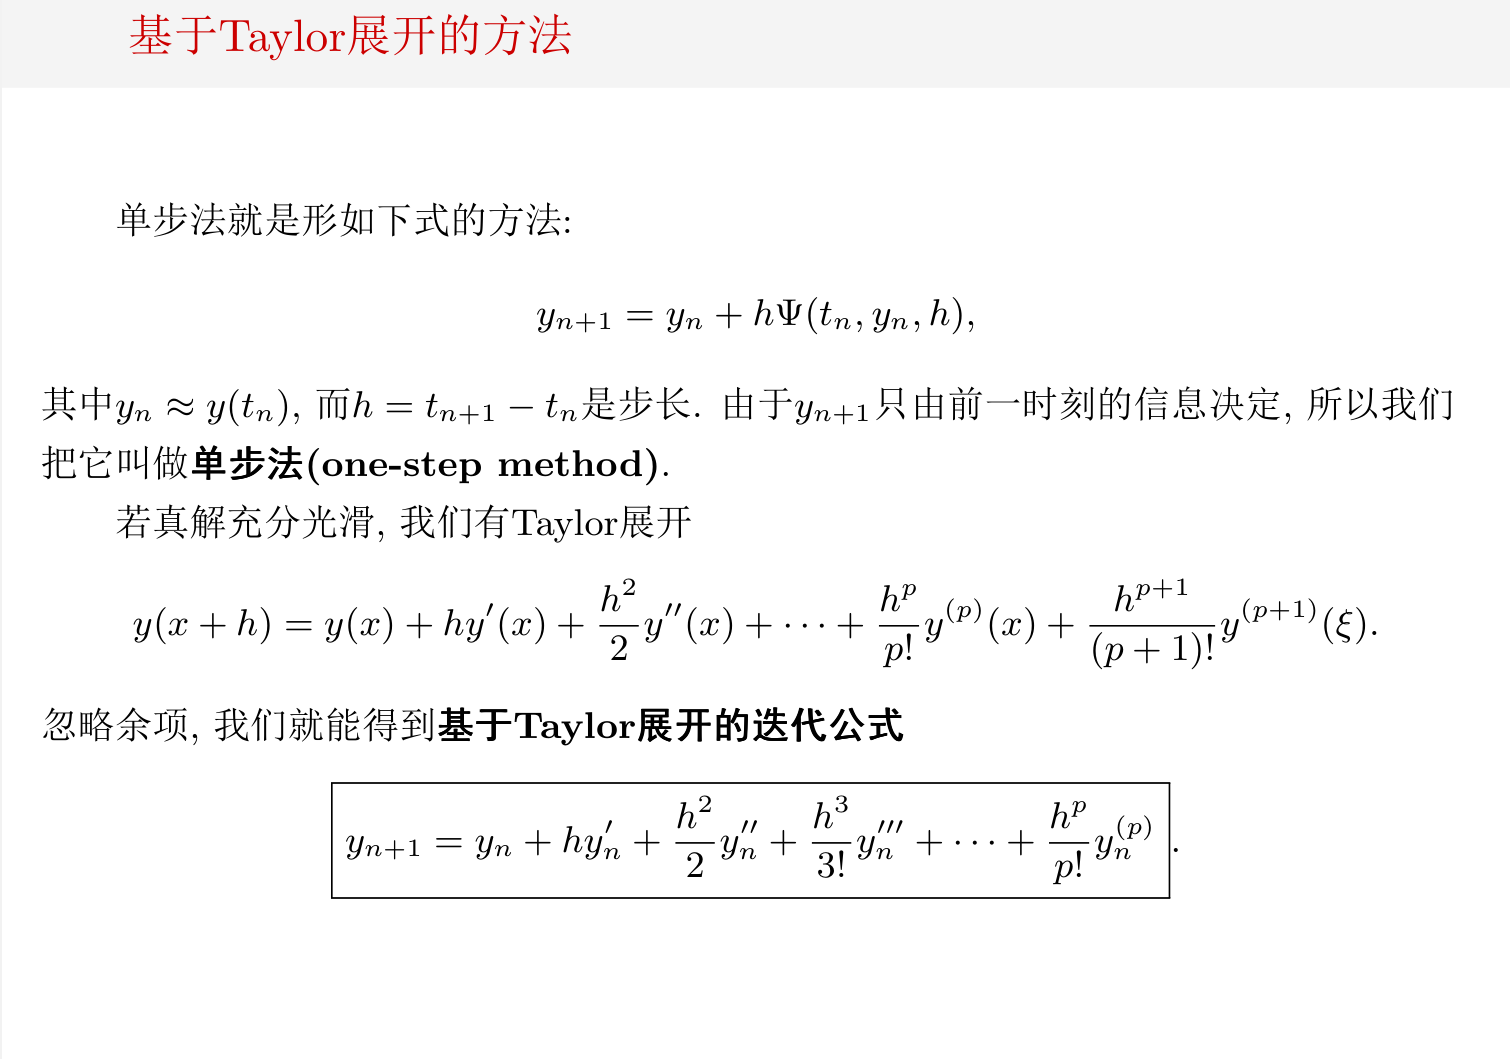 基于Taylor展开的方法
单步法就是形如下式的方法:
$y_{n+1} = y_n + h\Psi(t_n, y_n, h),$
其中$y_n \approx y(t_n)$, 而$h = t_{n+1} - t_n$是步长. 由于$y_{n+1}$只由前一时刻的信息决定, 所以我们
把它叫做单步法(one-step method).
若真解充分光滑, 我们有Taylor展开
$y(x+h) = y(x) + hy'(x) + \frac{h^2}{2}y''(x) + \cdots + \frac{h^p}{p!}y^{(p)}(x) + \frac{h^{p+1}}{(p+1)!}y^{(p+1)}(\xi).$
忽略余项, 我们就能得到基于Taylor展开的迭代公式
$\boxed{y_{n+1} = y_n + hy_n' + \frac{h^2}{2}y_n'' + \frac{h^3}{3!}y_n''' + \cdots + \frac{h^p}{p!}y_n^{(p)}}.$